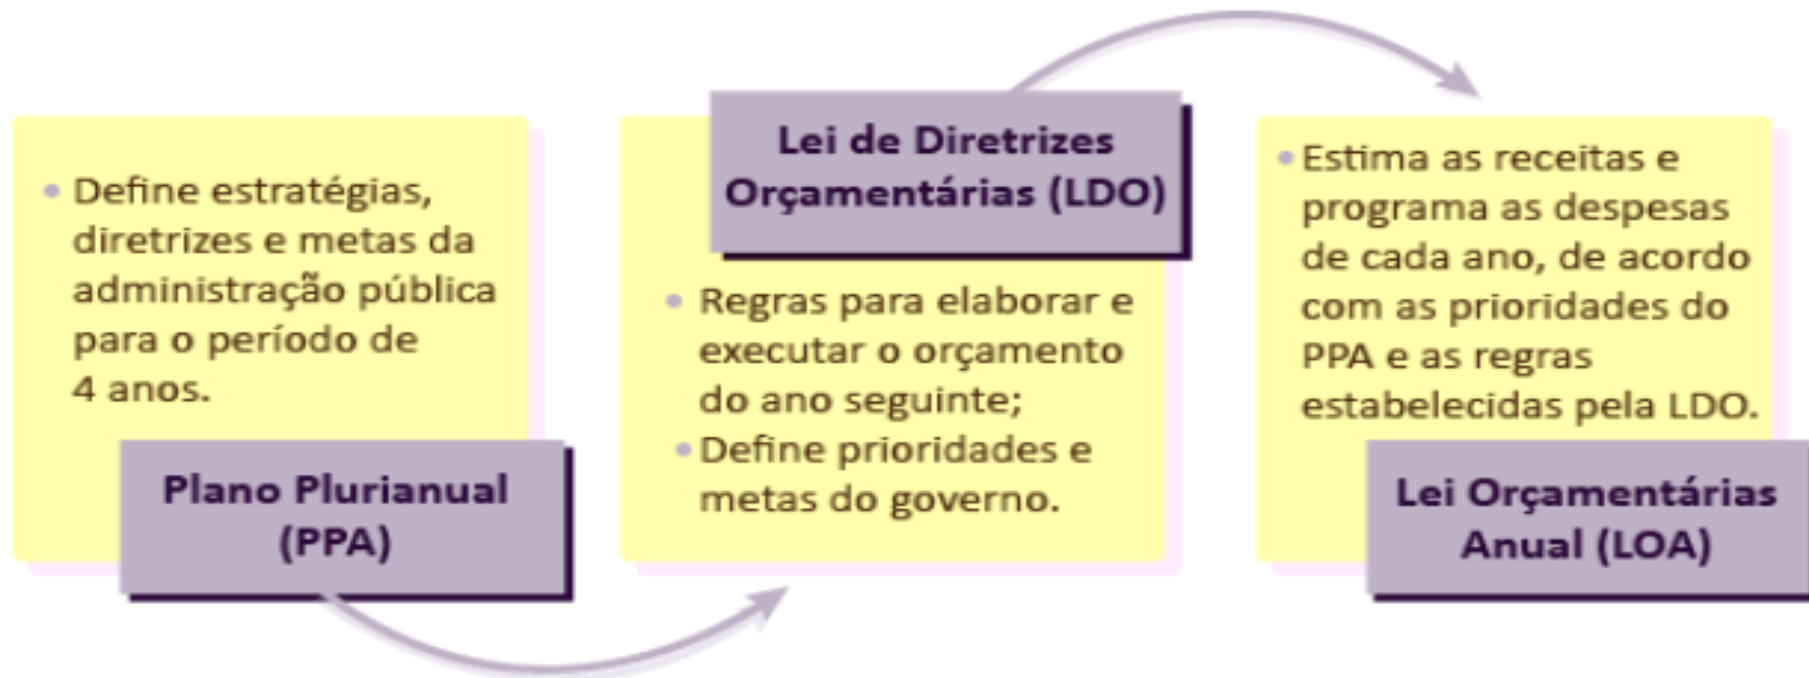 • Define estratégias,
diretrizes e metas da
administração pública
para o período de
4 anos.
Plano Plurianual
(PPA)
Lei de Diretrizes
Orçamentárias (LDO)
• Regras para elaborar e
executar o orçamento
do ano seguinte;
• Define prioridades e
metas do governo.
• Estima as receitas e
programa as despesas
de cada ano, de acordo
com as prioridades do
PPA e as regras
estabelecidas pela LDO.
Lei Orçamentárias
Anual (LOA)